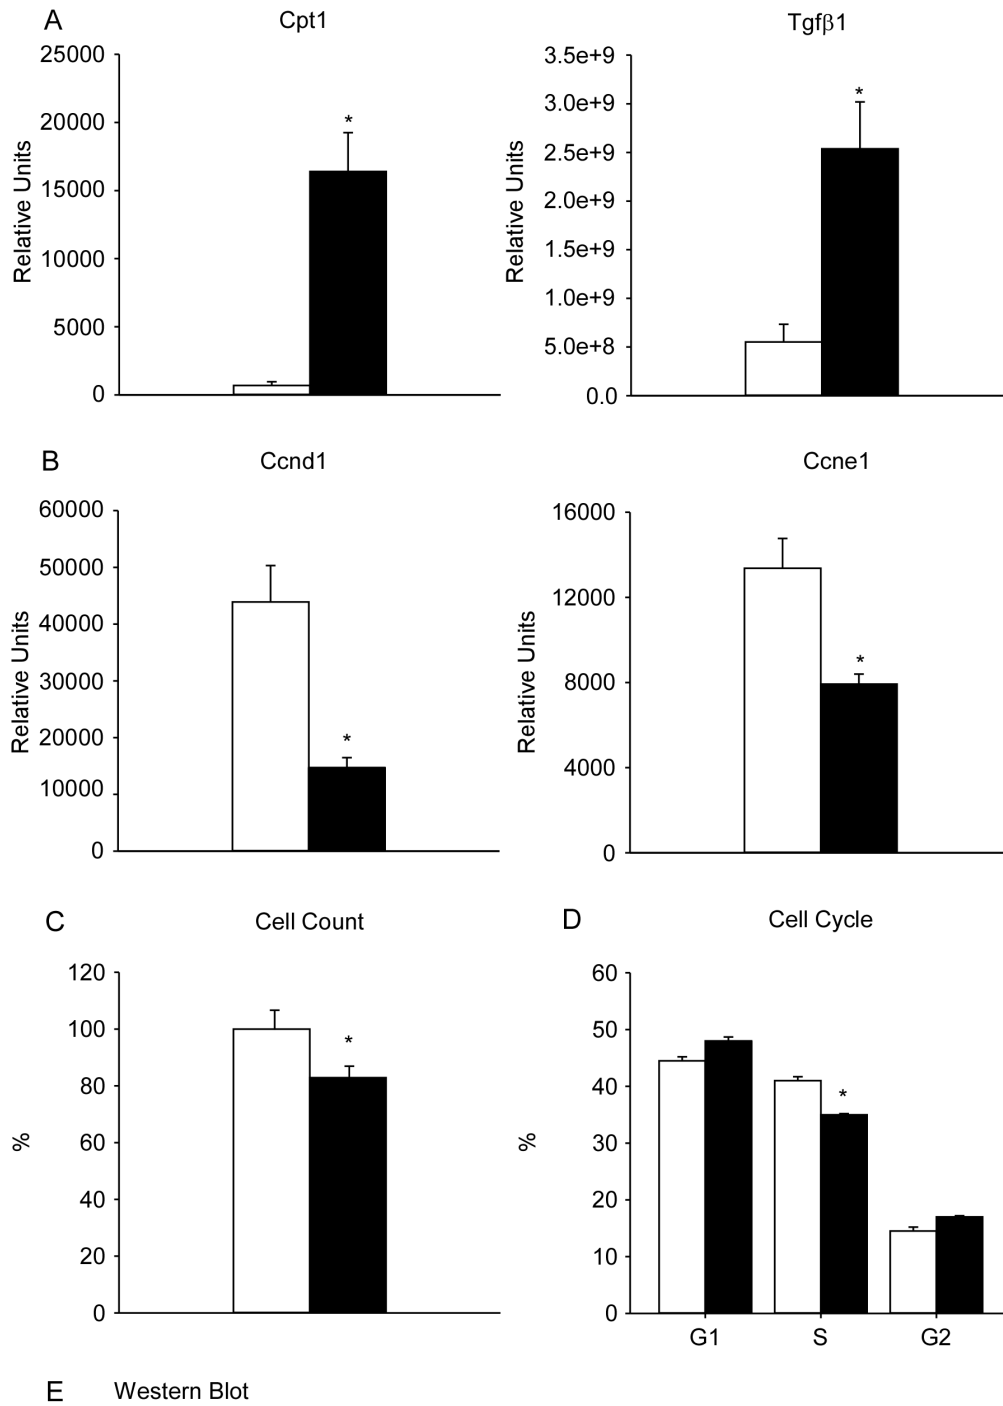 A
Cpt1
25000
20000
15000
10000
5000
0
Relative Units
*
Tgfβ1
3.5e+9
3.0e+9
2.5e+9
2.0e+9
1.5e+9
1.0e+9
5.0e+8
0.0
Relative Units
*
B
Ccnd1
60000
50000
40000
30000
20000
10000
0
Relative Units
*
Ccne1
16000
12000
8000
4000
0
Relative Units
*
C
Cell Count
120
100
80
60
40
20
0
%
*
D
Cell Cycle
60
50
40
30
20
10
0
%
*
G1 S G2
E Western Blot